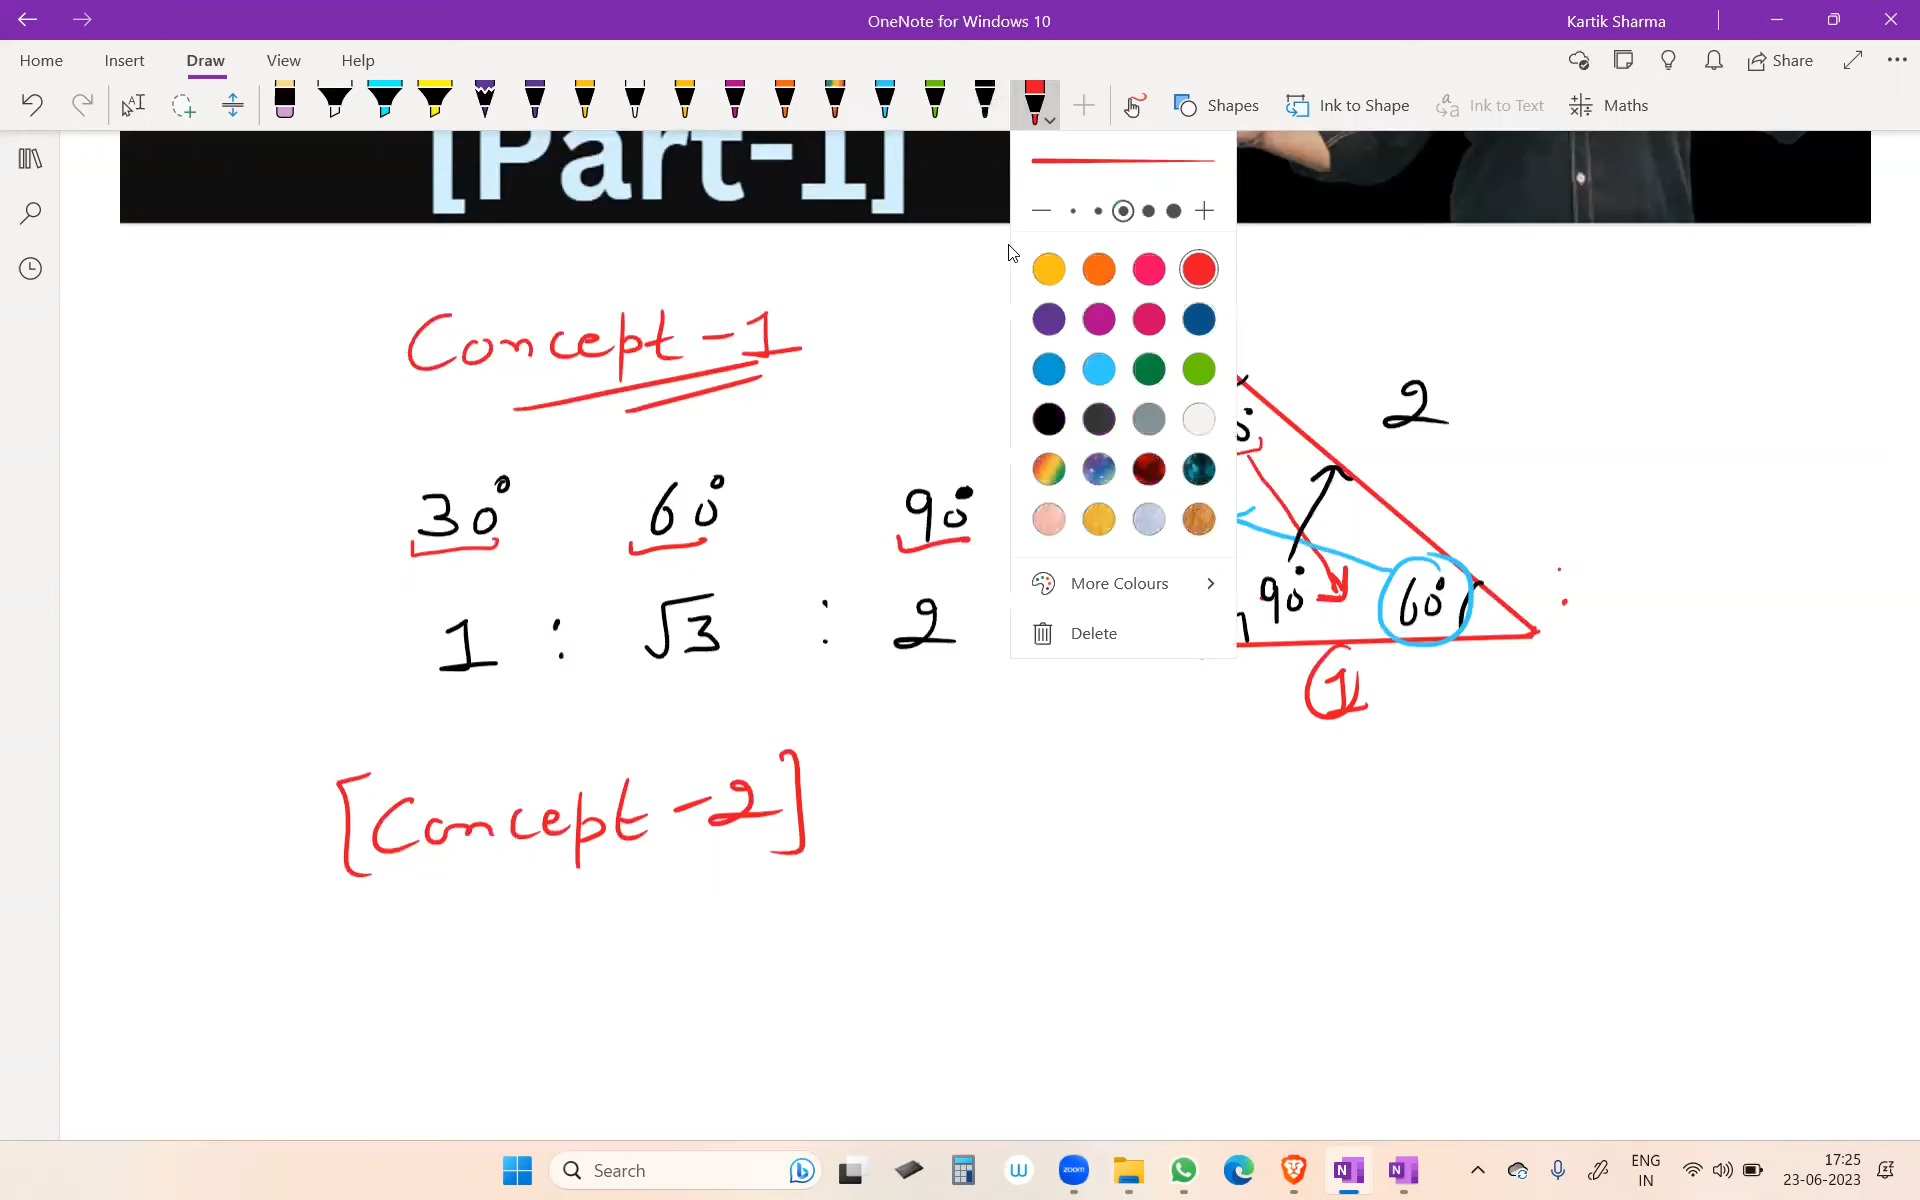 OneNote for Windows 10
Kartik Sharma
Home Insert Draw View Help
Share
Shapes
Ink to Shape
Ink to Text
Maths
[Part-1]
Concept-1
30° 60° 90°
1 : √3 : 2
[Concept-2]
2
90°
60°
1
More Colours
Delete
Search
zoom
ENG
IN
17:25
23-06-2023